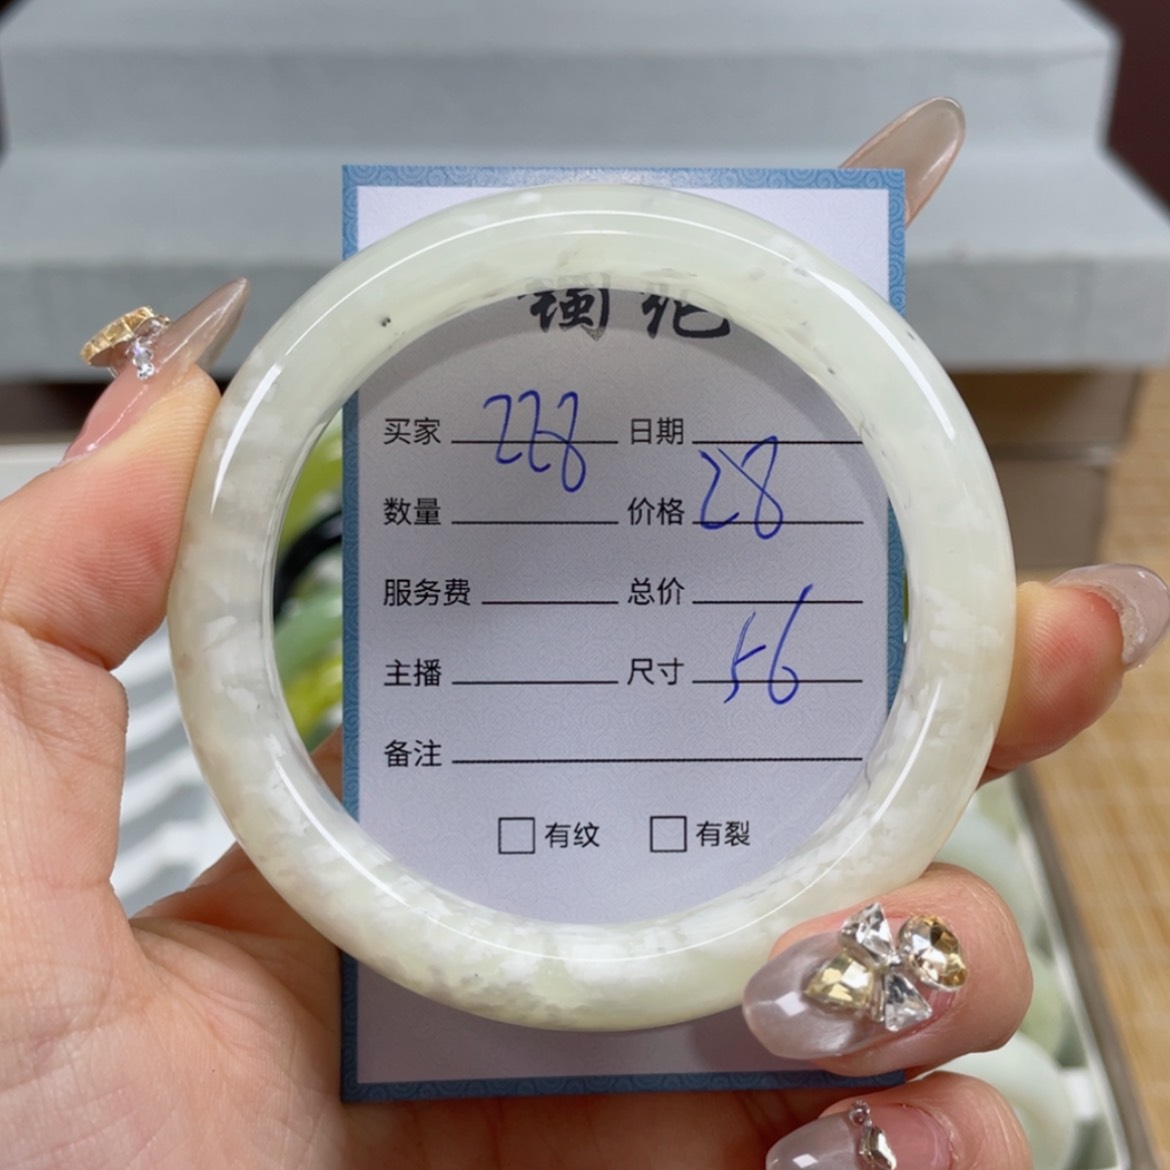 镯
买家 228 日期
数量 价格 28
服务费 总价
主播 尺寸 56
备注
有纹 有裂